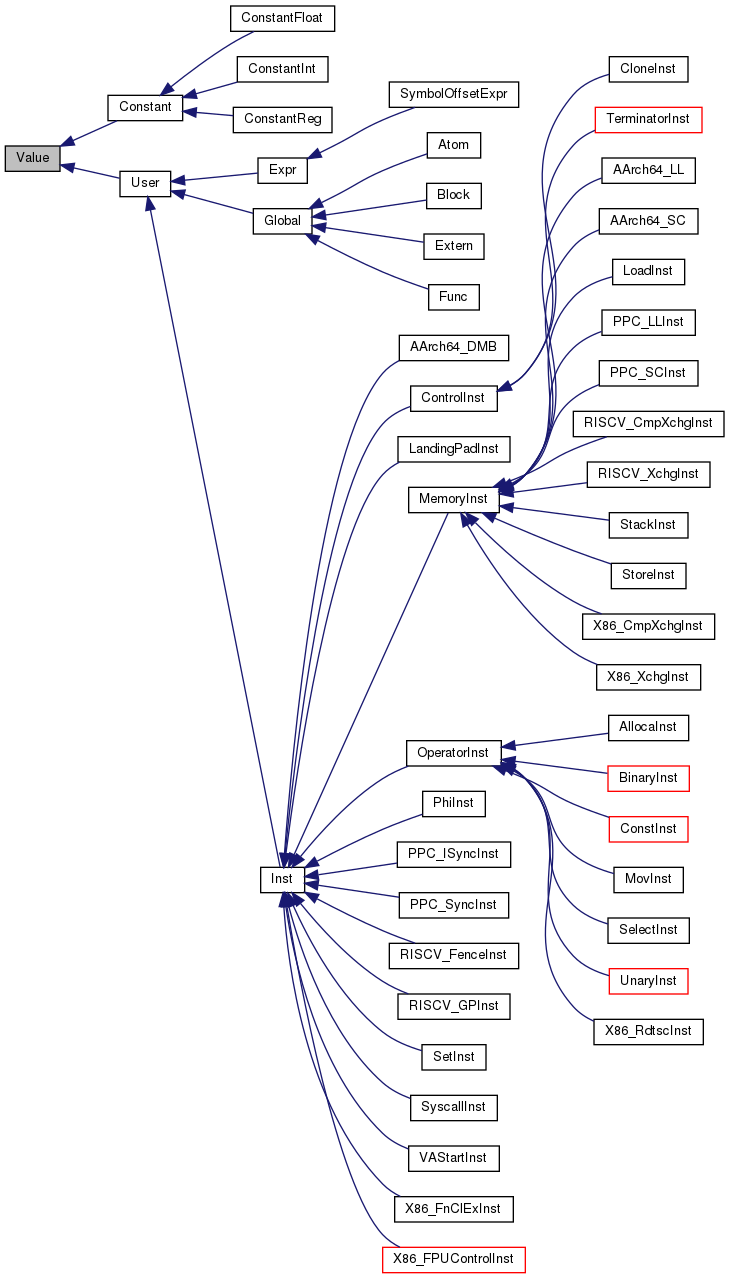 Value
Constant
ConstantFloat
ConstantInt
ConstantReg
User
Expr
SymbolOffsetExpr
Global
Atom
Block
Extern
Func
Inst
AArch64_DMB
ControlInst
CloneInst
TerminatorInst
LandingPadInst
MemoryInst
AArch64_LL
AArch64_SC
LoadInst
PPC_LLInst
PPC_SCInst
RISCV_CmpXchgInst
RISCV_XchgInst
StackInst
StoreInst
X86_CmpXchgInst
X86_XchgInst
OperatorInst
AllocaInst
BinaryInst
ConstInst
MovInst
SelectInst
UnaryInst
X86_RdtscInst
PhiInst
PPC_ISyncInst
PPC_SyncInst
RISCV_FenceInst
RISCV_GPInst
SetInst
SyscallInst
VAStartInst
X86_FnClExInst
X86_FPUControlInst